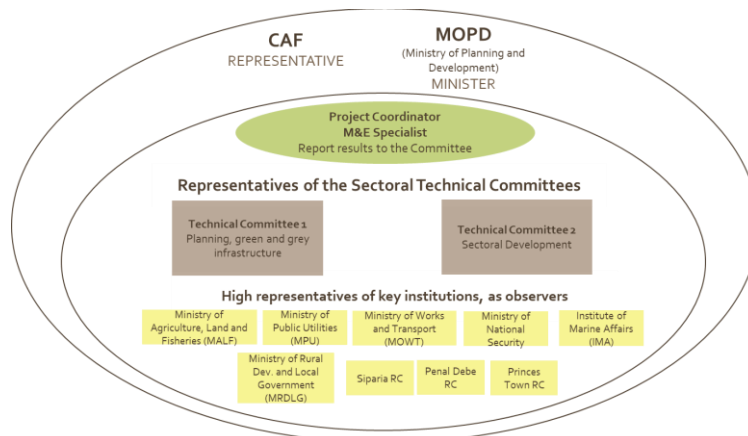 CAF
REPRESENTATIVE
MOPD
(Ministry of Planning and
Development)
MINISTER
Project Coordinator
M&E Specialist
Report results to the Committee
Representatives of the Sectoral Technical Committees
Technical Committee 1
Planning, green and grey
infrastructure
Technical Committee 2
Sectoral Development
High representatives of key institutions, as observers
Ministry of
Agriculture, Land and
Fisheries (MALF)
Ministry of
Public Utilities
(MPU)
Ministry of Works
and Transport
(MOWT)
Ministry of
National
Security
Institute of
Marine Affairs
(IMA)
Ministry of Rural
Dev. and Local
Government
(MRDLG)
Siparia RC
Penal Debe
RC
Princes
Town RC